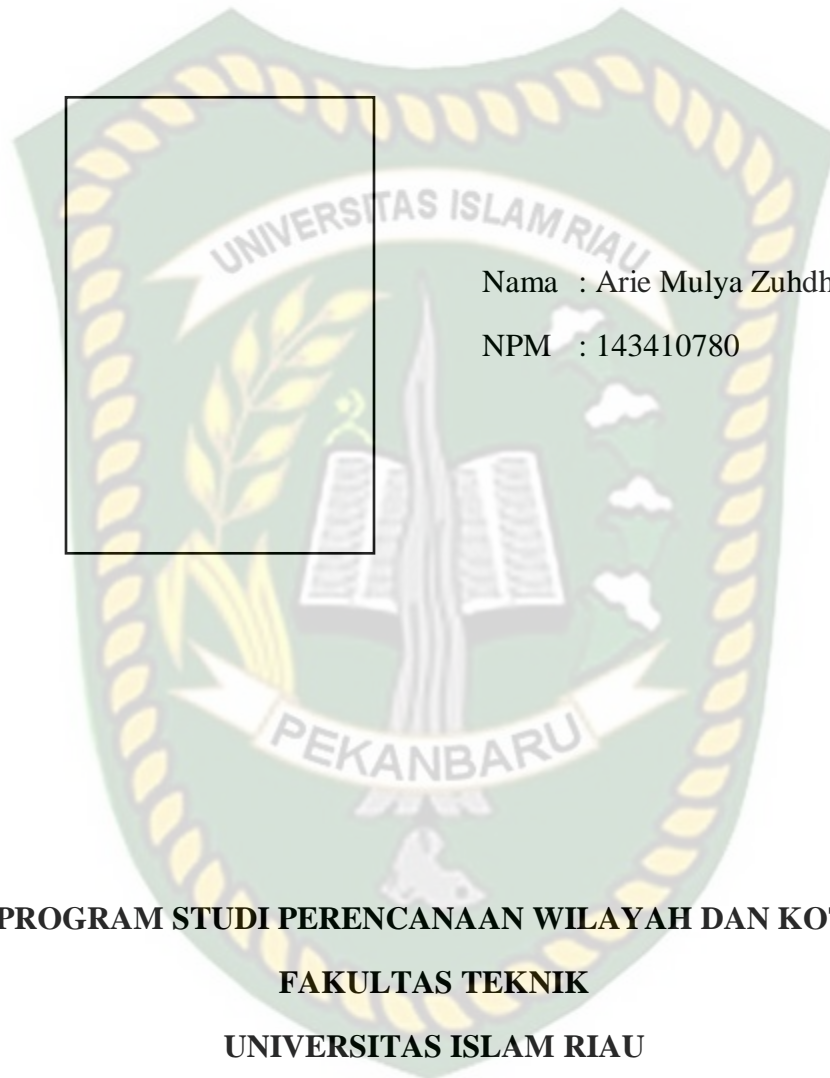 UNIVERSITAS ISLAM RIAU
Nama : Arie Mulya Zuhdh
NPM : 143410780
PEKANBARU
PROGRAM STUDI PERENCANAAN WILAYAH DAN KO
FAKULTAS TEKNIK
UNIVERSITAS ISLAM RIAU